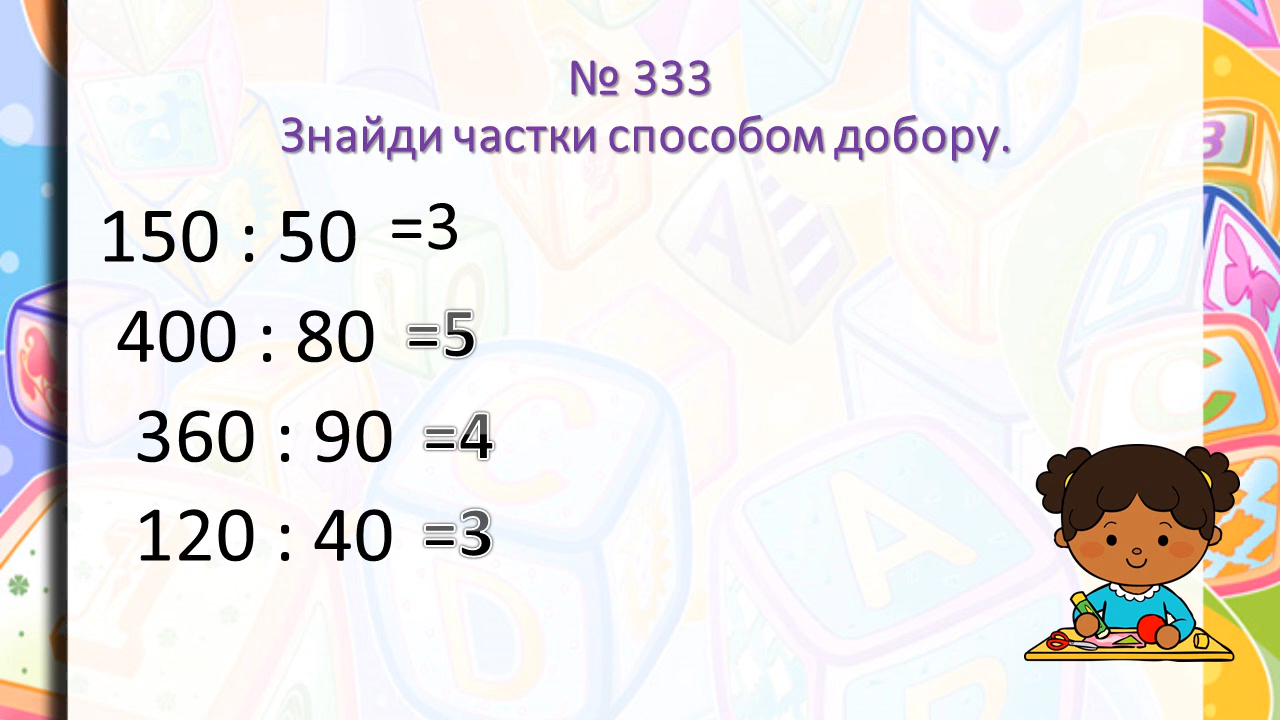 № 333
Знайди частки способом добору.
150 : 50 =3
400 : 80 =5
360 : 90 =4
120 : 40 =3